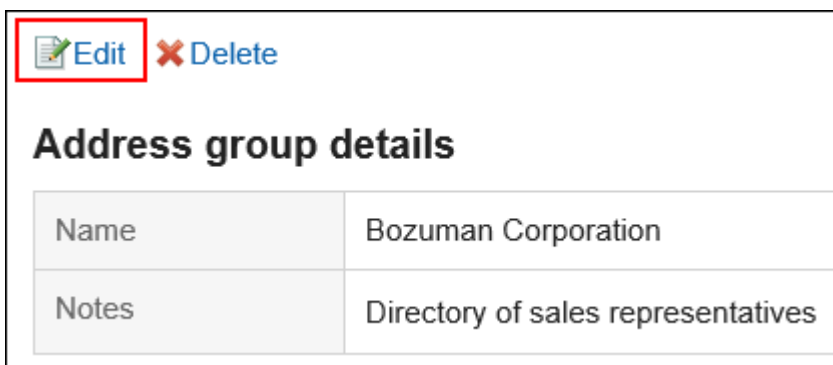 Edit Delete
Address group details
Name Bozuman Corporation
Notes Directory of sales representatives